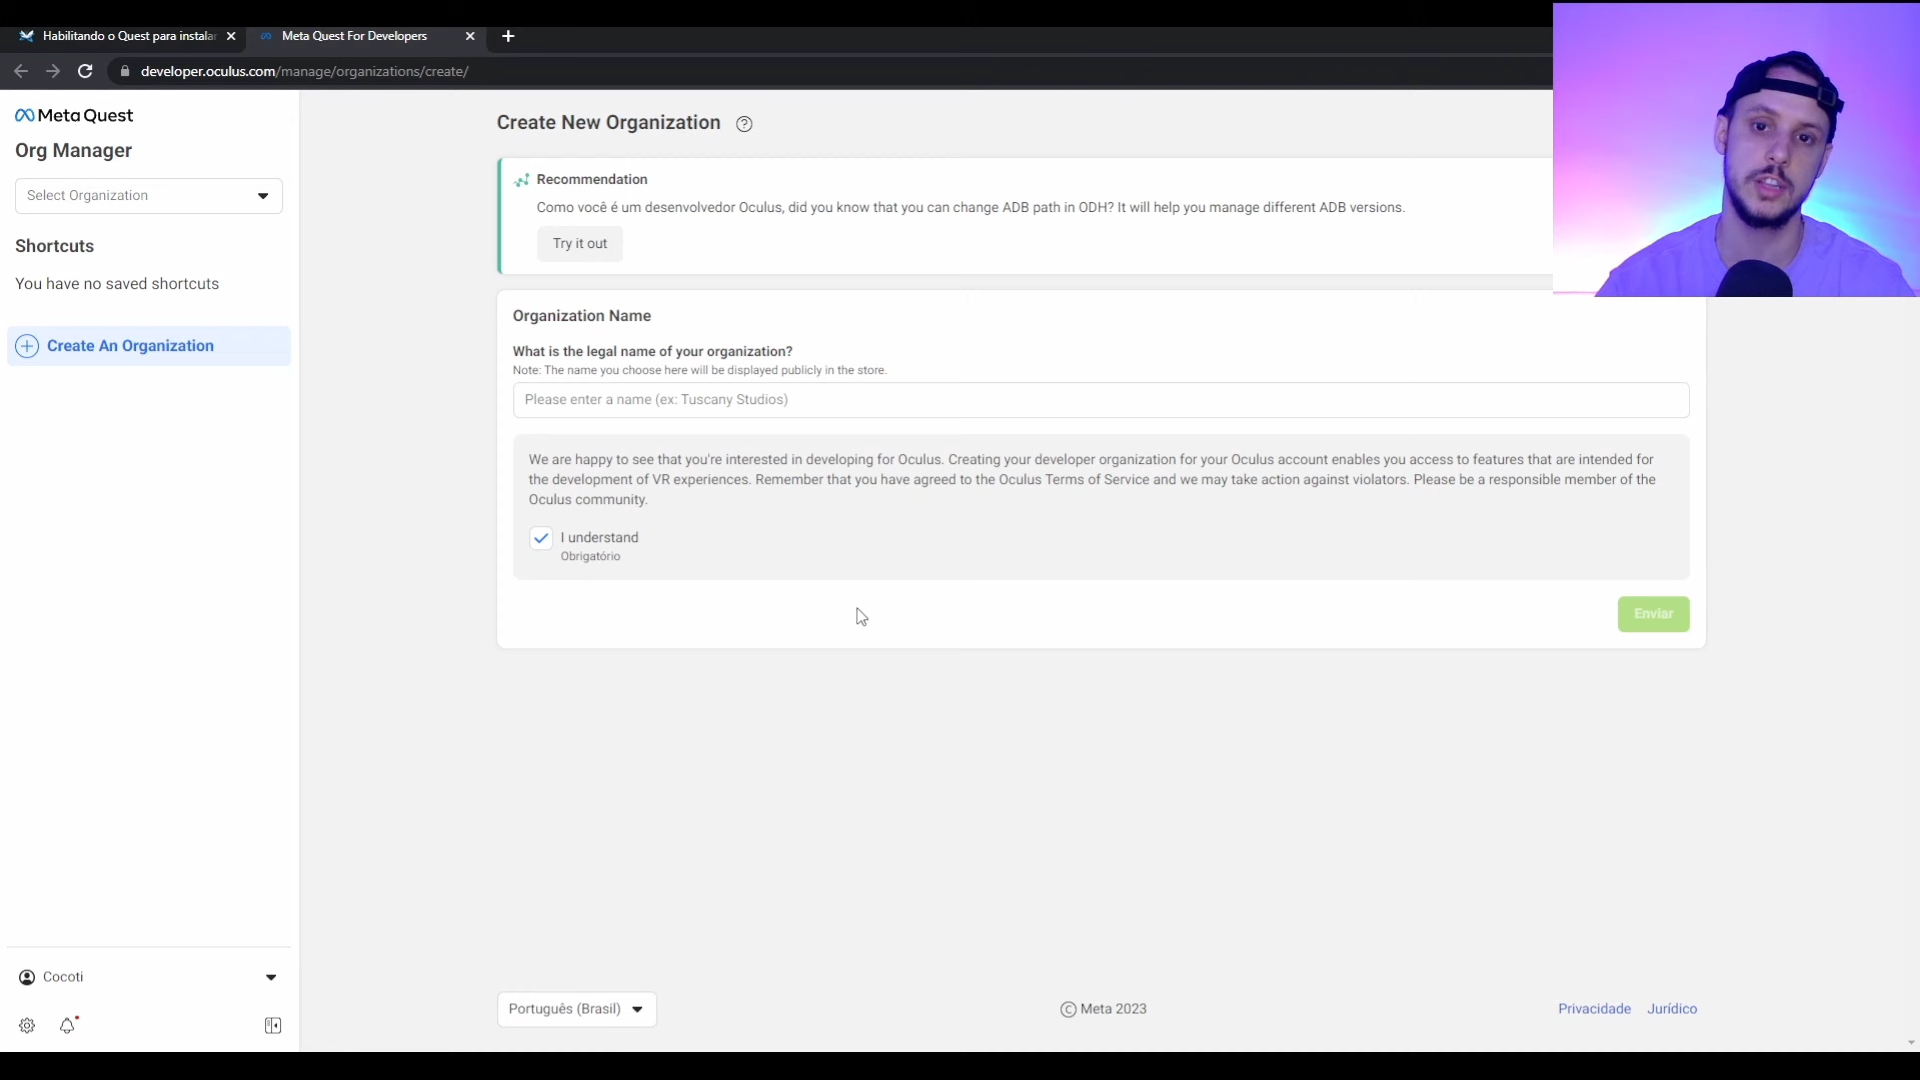 Habilitando o Quest para instala
Meta Quest For Developers
developer.oculus.com/manage/organizations/create/
Meta Quest
Org Manager
Select Organization
Shortcuts
You have no saved shortcuts
Create An Organization
Create New Organization
Recommendation
Como você é um desenvolvedor Oculus, did you know that you can change ADB path in ODH? It will help you manage different ADB versions.
Try it out
Organization Name
What is the legal name of your organization?
Note: The name you choose here will be displayed publicly in the store.
Please enter a name (ex: Tuscany Studios)
We are happy to see that you're interested in developing for Oculus. Creating your developer organization for your Oculus account enables you access to features that are intended for
the development of VR experiences. Remember that you have agreed to the Oculus Terms of Service and we may take action against violators. Please be a responsible member of the
Oculus community.
I understand
Obrigatório
Enviar
Cocoti
Português (Brasil)
© Meta 2023
Privacidade
Jurídico